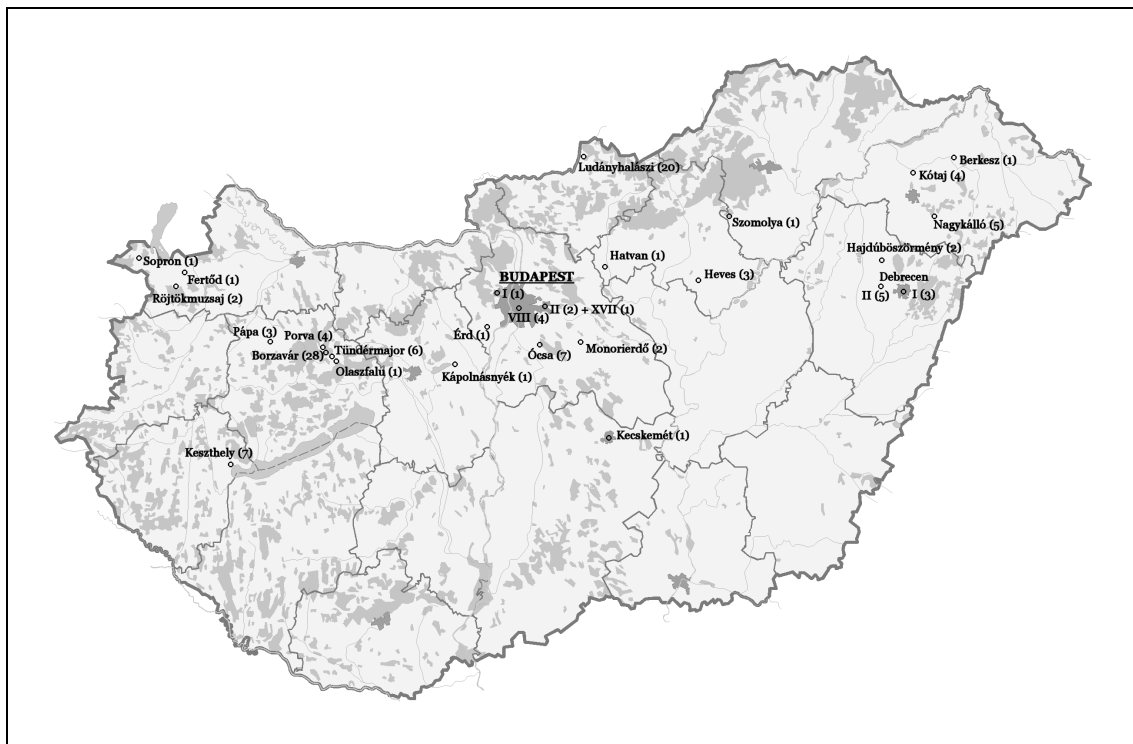 Berkesz (1)
Ludányhalászi (20)
Kótaj (4)
Szomolya (1)
Nagykálló (5)
Hajdúböszörmény (2)
Sopron (1)
Hatvan (1)
Fertőd (1)
BUDAPEST
Heves (3)
Debrecen
Röjtökmuzsaj (2)
I (1)
II (5)
I (3)
II (2) + XVII (1)
VIII (4)
Pápa (3)
Porva (4)
Érd (1)
Borzavár (28)
Tündérmajor (6)
Ócsa (7)
Monorierdő (2)
Olaszfalu (1)
Kápolnásnyék (1)
Kecskemét (1)
Keszthely (7)